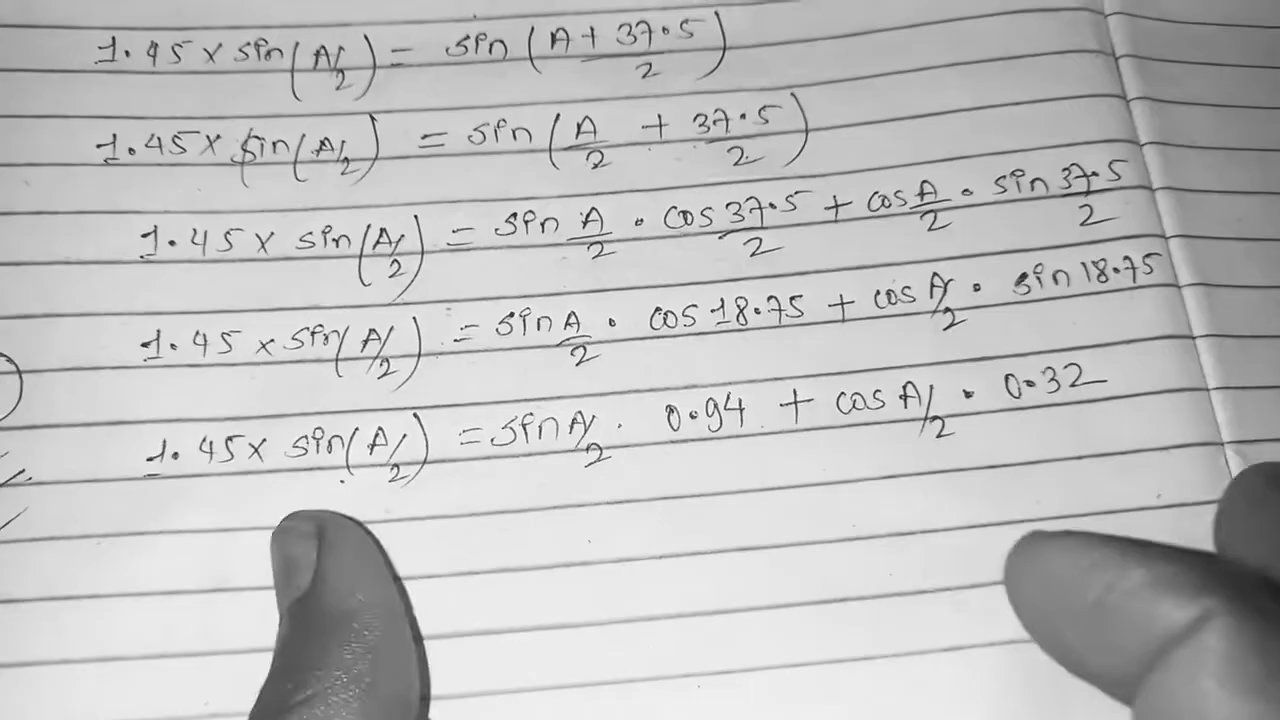 1.45 × sin(A/2) = sin(A + 37.5/2)
1.45 × sin(A/2) = sin(A/2 + 37.5/2)
1.45 × sin(A/2) = sin A/2 . cos 37.5/2 + cos A/2 . sin 37.5/2
1.45 × sin(A/2) = sin A/2 . cos 18.75 + cos A/2 . sin 18.75
1.45 × sin(A/2) = sin A/2 . 0.94 + cos A/2 . 0.32